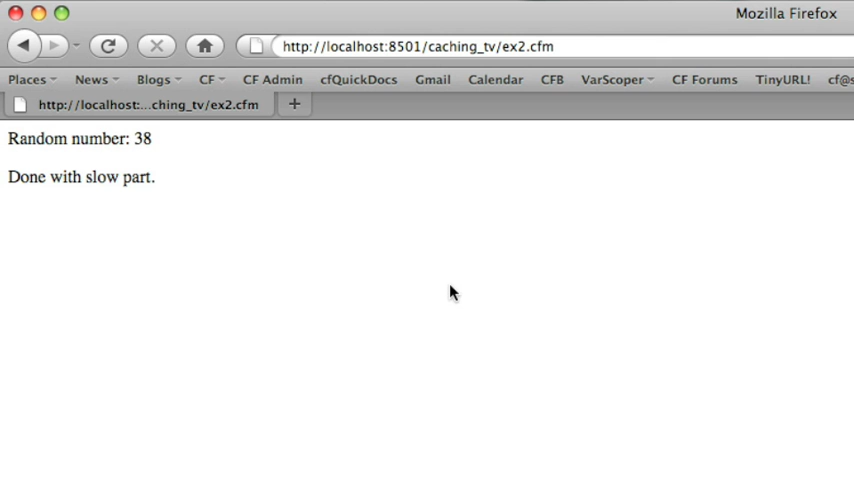 Mozilla Firefox
http://localhost:8501/caching_tv/ex2.cfm
Places News Blogs CF CF Admin cfQuickDocs Gmail Calendar CFB VarScoper CF Forums TinyURL! cf@s
http://localhost:...ching_tv/ex2.cfm +
Random number: 38
Done with slow part.